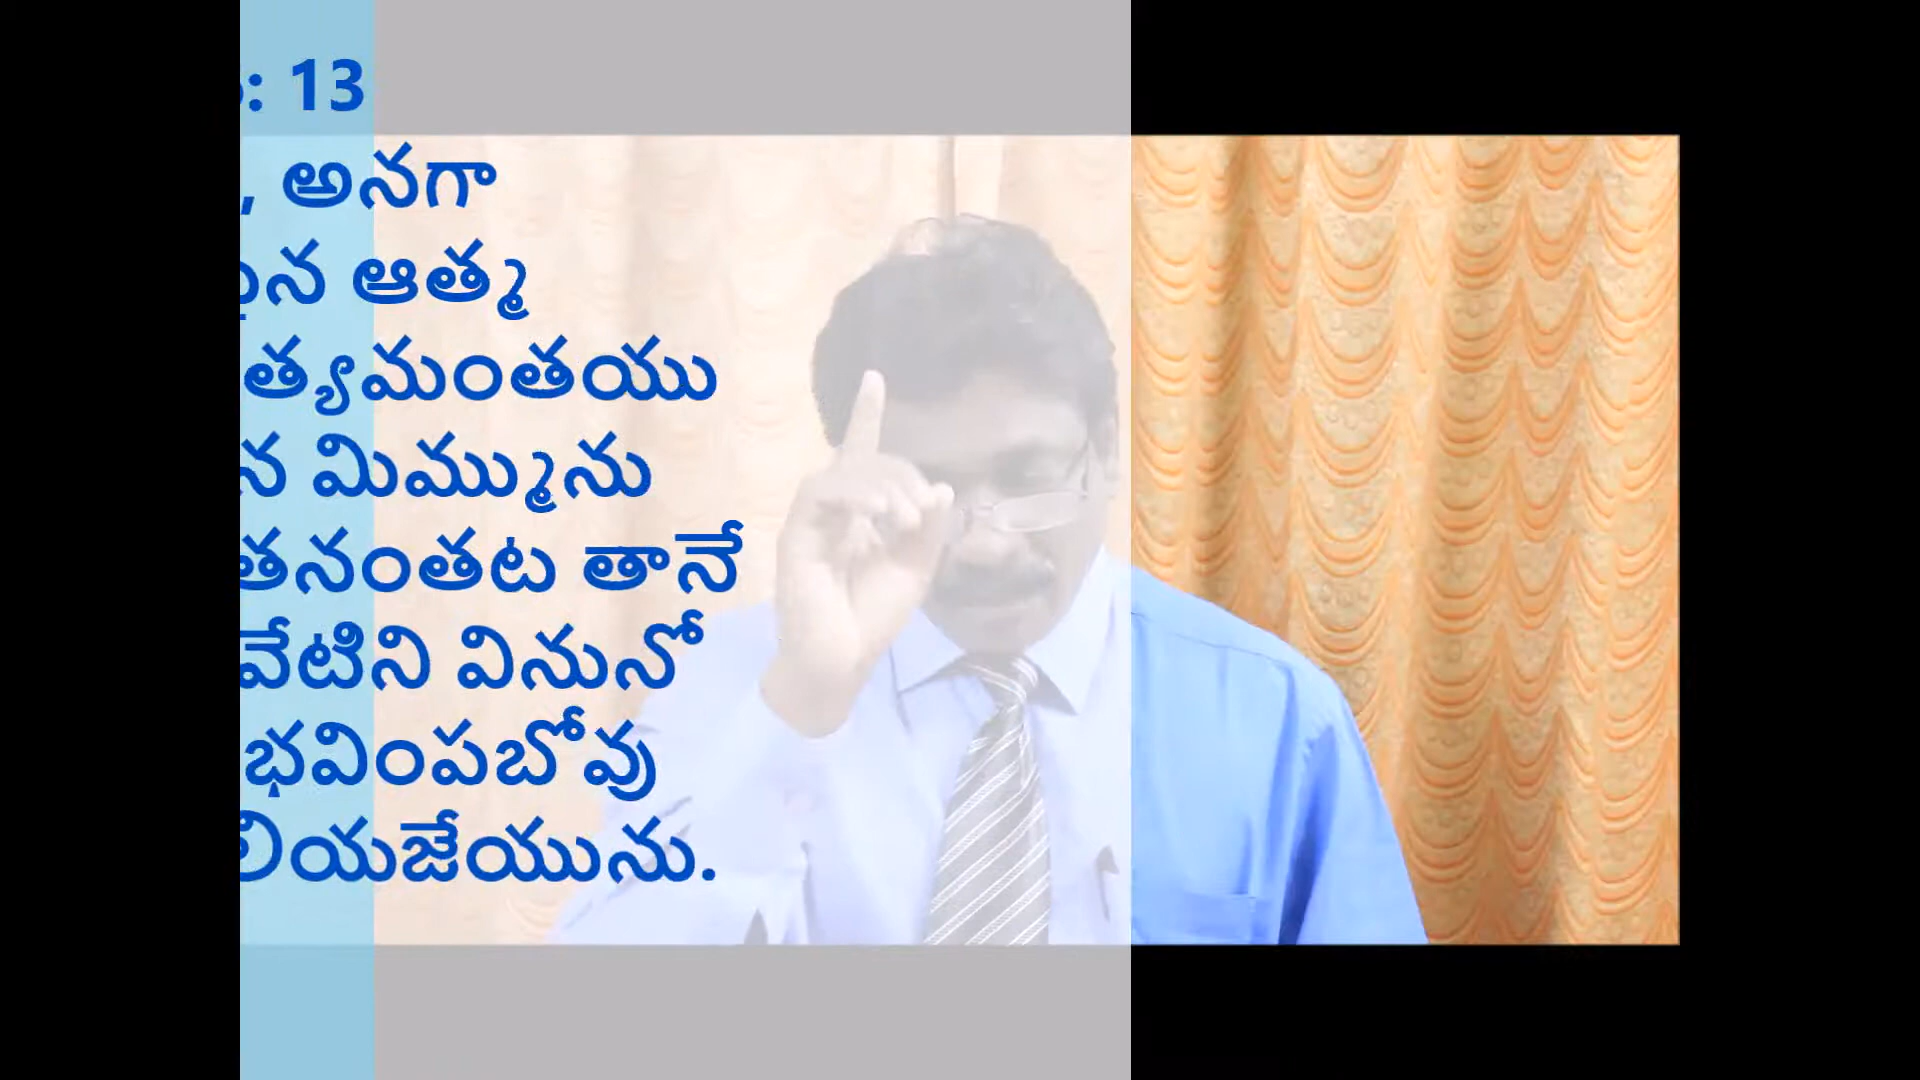 : 13
, అనగా
ఆత్మ
త్యమంతయు
న మిమ్మును
తనంతట తానే
వేటిని వినునో
భవింపబోవు
లియజేయును.